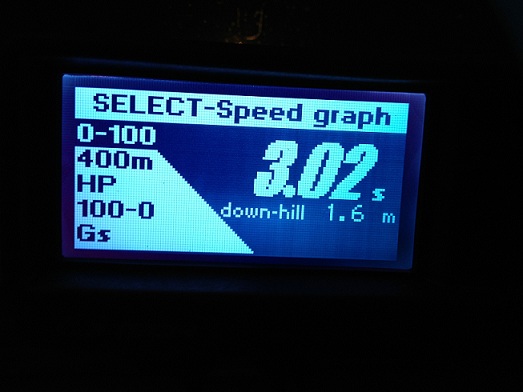 SELECT-Speed graph
0-100
400m
HP
100-0
Gs
3.02 s
down-hill 1.6 m